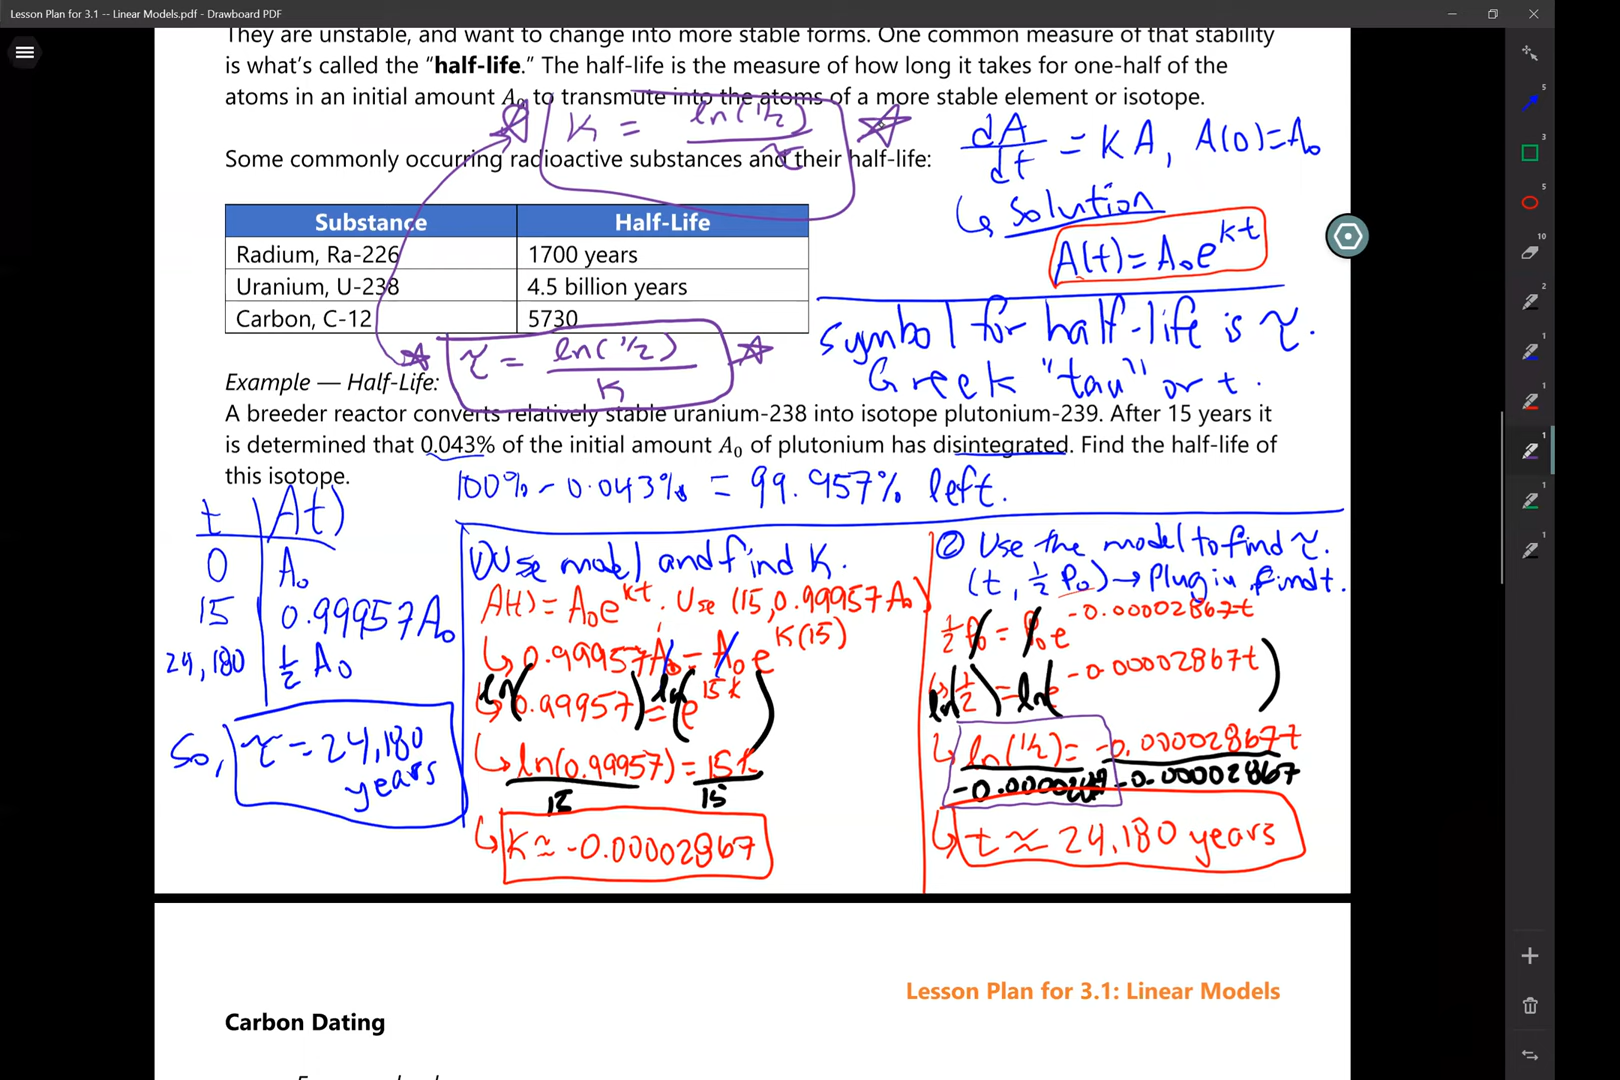 Lesson Plan for 3.1 -- Linear Models.pdf - Drawboard PDF
They are unstable, and want to change into more stable forms. One common measure of that stability
is what's called the "half-life." The half-life is the measure of how long it takes for one-half of the
atoms in an initial amount A₀ to transmute into the atoms of a more stable element or isotope.
K = ln(1/2) / τ
dA/dt = KA, A(0)=A₀
Some commonly occurring radioactive substances and their half-life:
↳ Solution
A(t)=A₀e^kt
Substance Half-Life
Radium, Ra-226 1700 years
Uranium, U-238 4.5 billion years
Carbon, C-12 5730
Symbol for half-life is τ.
Greek "tau" or t.
τ = ln(1/2) / K
Example — Half-Life:
A breeder reactor converts relatively stable uranium-238 into isotope plutonium-239. After 15 years it
is determined that 0.043% of the initial amount A₀ of plutonium has disintegrated. Find the half-life of
this isotope.
100% - 0.043% = 99.957% left.
t A(t)
0 A₀
15 0.99957A₀
24,180 1/2 A₀
So, τ = 24,180
years
① Use model and find K.
A(t) = A₀e^kt. Use (15, 0.99957A₀)
↳ 0.99957A₀ = A₀e^K(15)
↳ ln(0.99957) = ln(e^15k)
↳ ln(0.99957) = 15k
15 15
↳ K ≈ -0.00002867
② Use the model to find τ.
(t, 1/2 P₀) → Plug in, find t.
1/2 P₀ = P₀e^-0.00002867t
↳ ln(1/2) = ln(e^-0.00002867t)
↳ ln(1/2) = -0.00002867t
-0.00002867
↳ t ≈ 24,180 years
Lesson Plan for 3.1: Linear Models
Carbon Dating
5
3
5
10
2
1
1
1
1
1